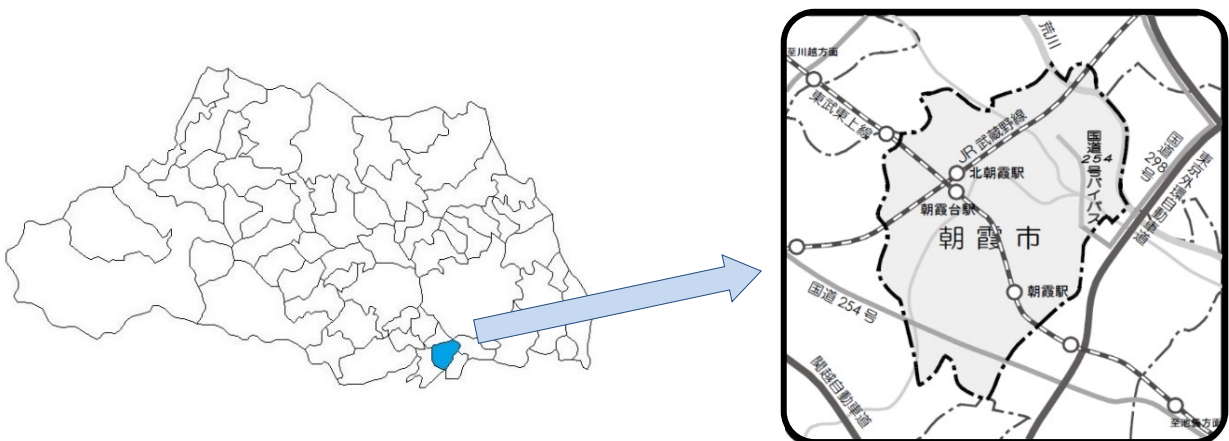 至川越方面
荒川
東武東上線
JR武蔵野線
北朝霞駅
朝霞台駅
朝霞市
朝霞駅
国道254号バイパス
国道298号
東京外環自動車道
国道254号
関越自動車道
至池袋方面